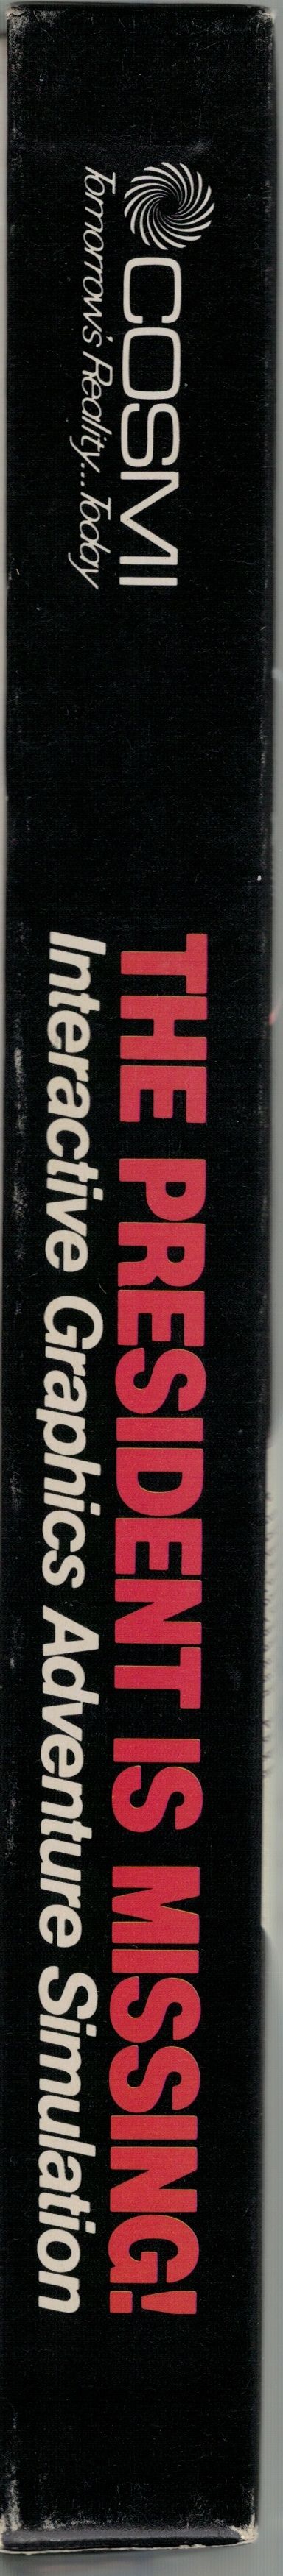 COSMI
Tomorrow's Reality...Today
THE PRESIDENT IS MISSING!
Interactive Graphics Adventure Simulation